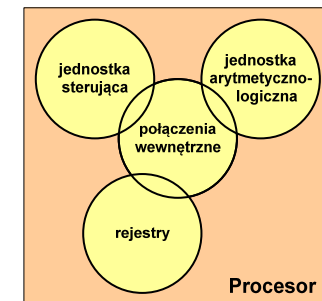 jednostka
sterująca
jednostka
arytmetyczno-
logiczna
połączenia
wewnętrzne
rejestry
Procesor